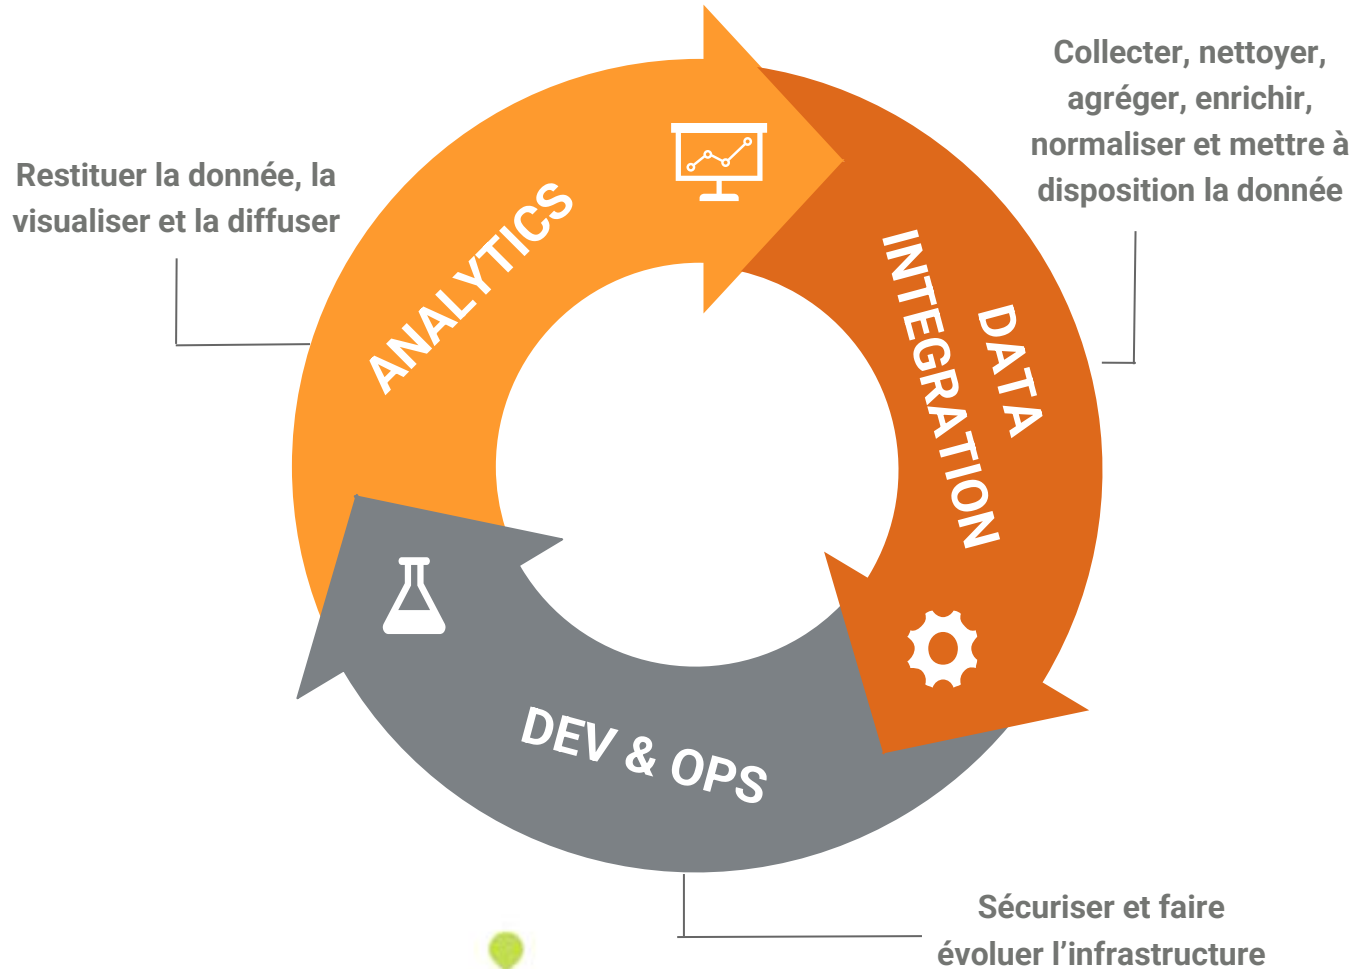 Collecter, nettoyer,
agréger, enrichir,
normaliser et mettre à
disposition la donnée
Restituer la donnée, la
visualiser et la diffuser
ANALYTICS
DATA
INTEGRATION
DEV & OPS
Sécuriser et faire
évoluer l’infrastructure